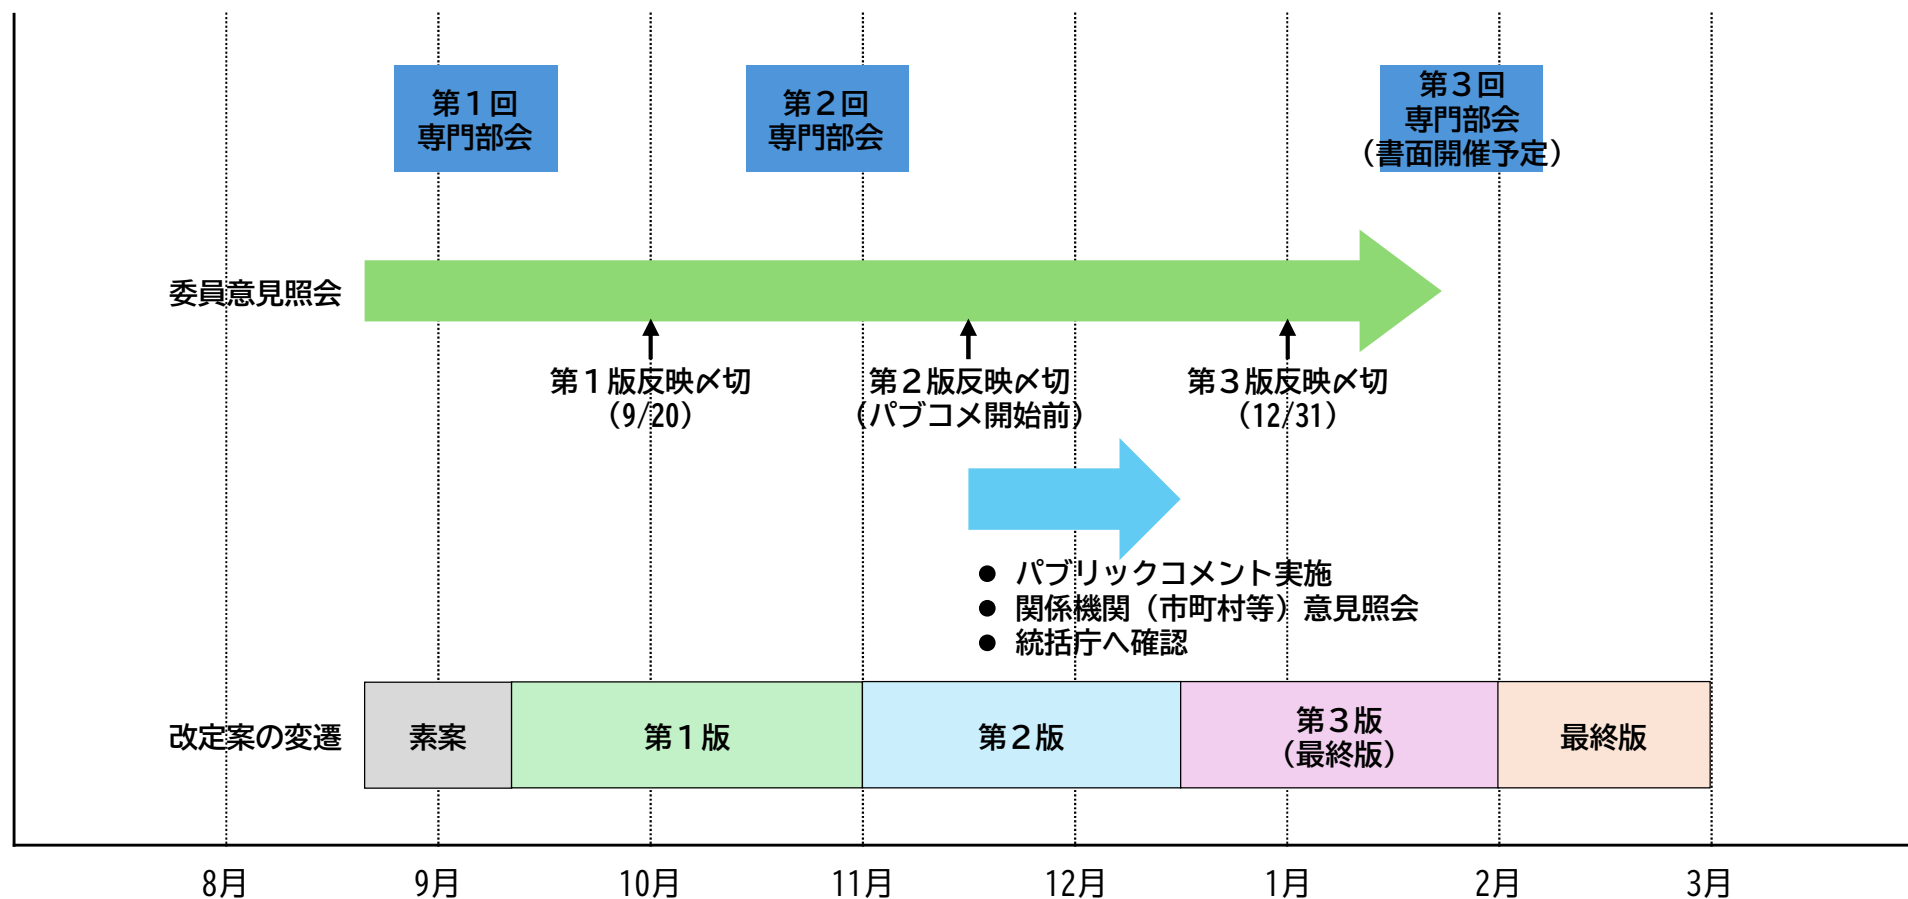 第１回
専門部会
第２回
専門部会
第３回
専門部会
（書面開催予定）
委員意見照会
第１版反映〆切
（9/20）
第２版反映〆切
（パブコメ開始前）
第３版反映〆切
（12/31）
● パブリックコメント実施
● 関係機関（市町村等）意見照会
● 統括庁へ確認
改定案の変遷
素案
第１版
第２版
第３版
（最終版）
最終版
8月
9月
10月
11月
12月
1月
2月
3月